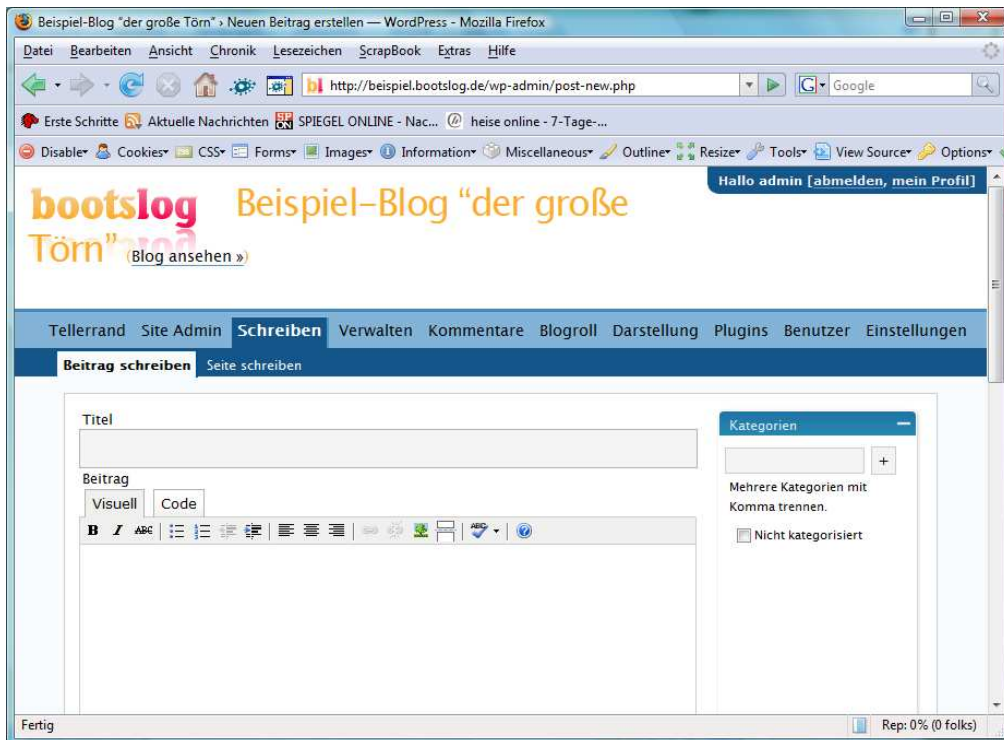 Beispiel-Blog "der große Törn" › Neuen Beitrag erstellen — WordPress - Mozilla Firefox
Datei Bearbeiten Ansicht Chronik Lesezeichen ScrapBook Extras Hilfe
http://beispiel.bootslog.de/wp-admin/post-new.php G Google
Erste Schritte Aktuelle Nachrichten SPIEGEL ONLINE - Nac... heise online - 7-Tage-...
Disable Cookies CSS Forms Images Information Miscellaneous Outline Resize Tools View Source Options
Hallo admin [abmelden, mein Profil]
bootslog Beispiel-Blog "der große
Törn" (Blog ansehen »)
Tellerrand Site Admin Schreiben Verwalten Kommentare Blogroll Darstellung Plugins Benutzer Einstellungen
Beitrag schreiben Seite schreiben
Titel
Kategorien
+
Beitrag
Mehrere Kategorien mit
Komma trennen.
Visuell Code
B I ABC ABC
Nicht kategorisiert
Fertig Rep: 0% (0 folks)